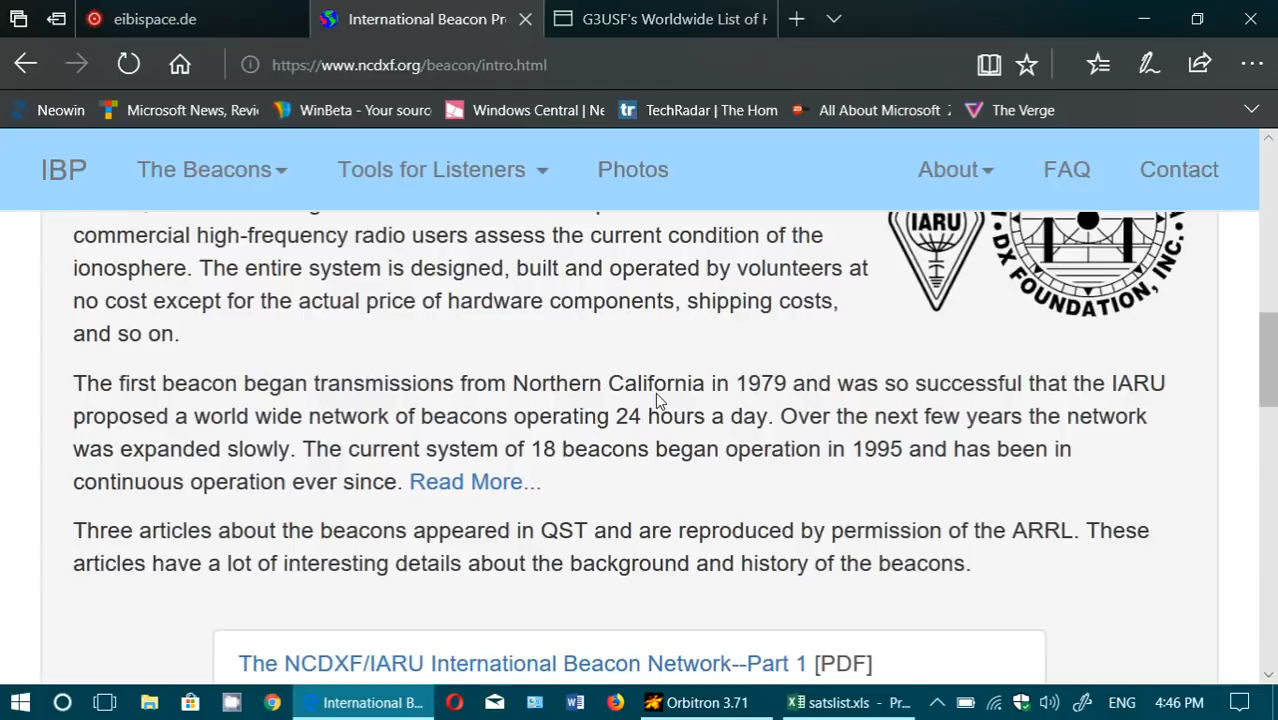 eibispace.de
International Beacon Pr
G3USF's Worldwide List of H
https://www.ncdxf.org/beacon/intro.html
Neowin
Microsoft News, Revi
WinBeta - Your sourc
Windows Central | Ne
tr TechRadar | The Hom
All About Microsoft
The Verge
IBP The Beacons Tools for Listeners Photos About FAQ Contact
commercial high-frequency radio users assess the current condition of the
ionosphere. The entire system is designed, built and operated by volunteers at
no cost except for the actual price of hardware components, shipping costs,
and so on.
IARU
DX FOUNDATION, INC.
The first beacon began transmissions from Northern California in 1979 and was so successful that the IARU
proposed a world wide network of beacons operating 24 hours a day. Over the next few years the network
was expanded slowly. The current system of 18 beacons began operation in 1995 and has been in
continuous operation ever since. Read More...
Three articles about the beacons appeared in QST and are reproduced by permission of the ARRL. These
articles have a lot of interesting details about the background and history of the beacons.
The NCDXF/IARU International Beacon Network--Part 1 [PDF]
International B...
Orbitron 3.71
satslist.xls - Pr...
ENG 4:46 PM